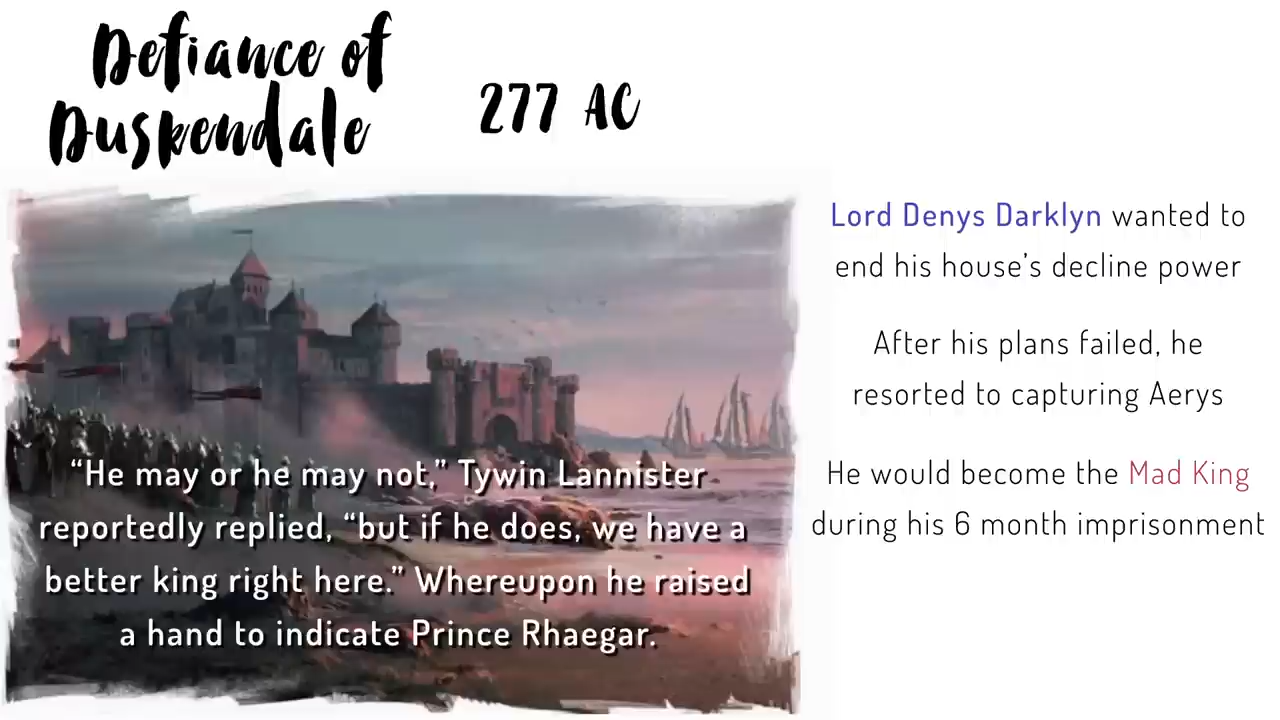 Defiance of
Duskendale
277 AC
Lord Denys Darklyn wanted to
end his house’s decline power
After his plans failed, he
resorted to capturing Aerys
He would become the Mad King
during his 6 month imprisonment
“He may or he may not,” Tywin Lannister
reportedly replied, “but if he does, we have a
better king right here.” Whereupon he raised
a hand to indicate Prince Rhaegar.